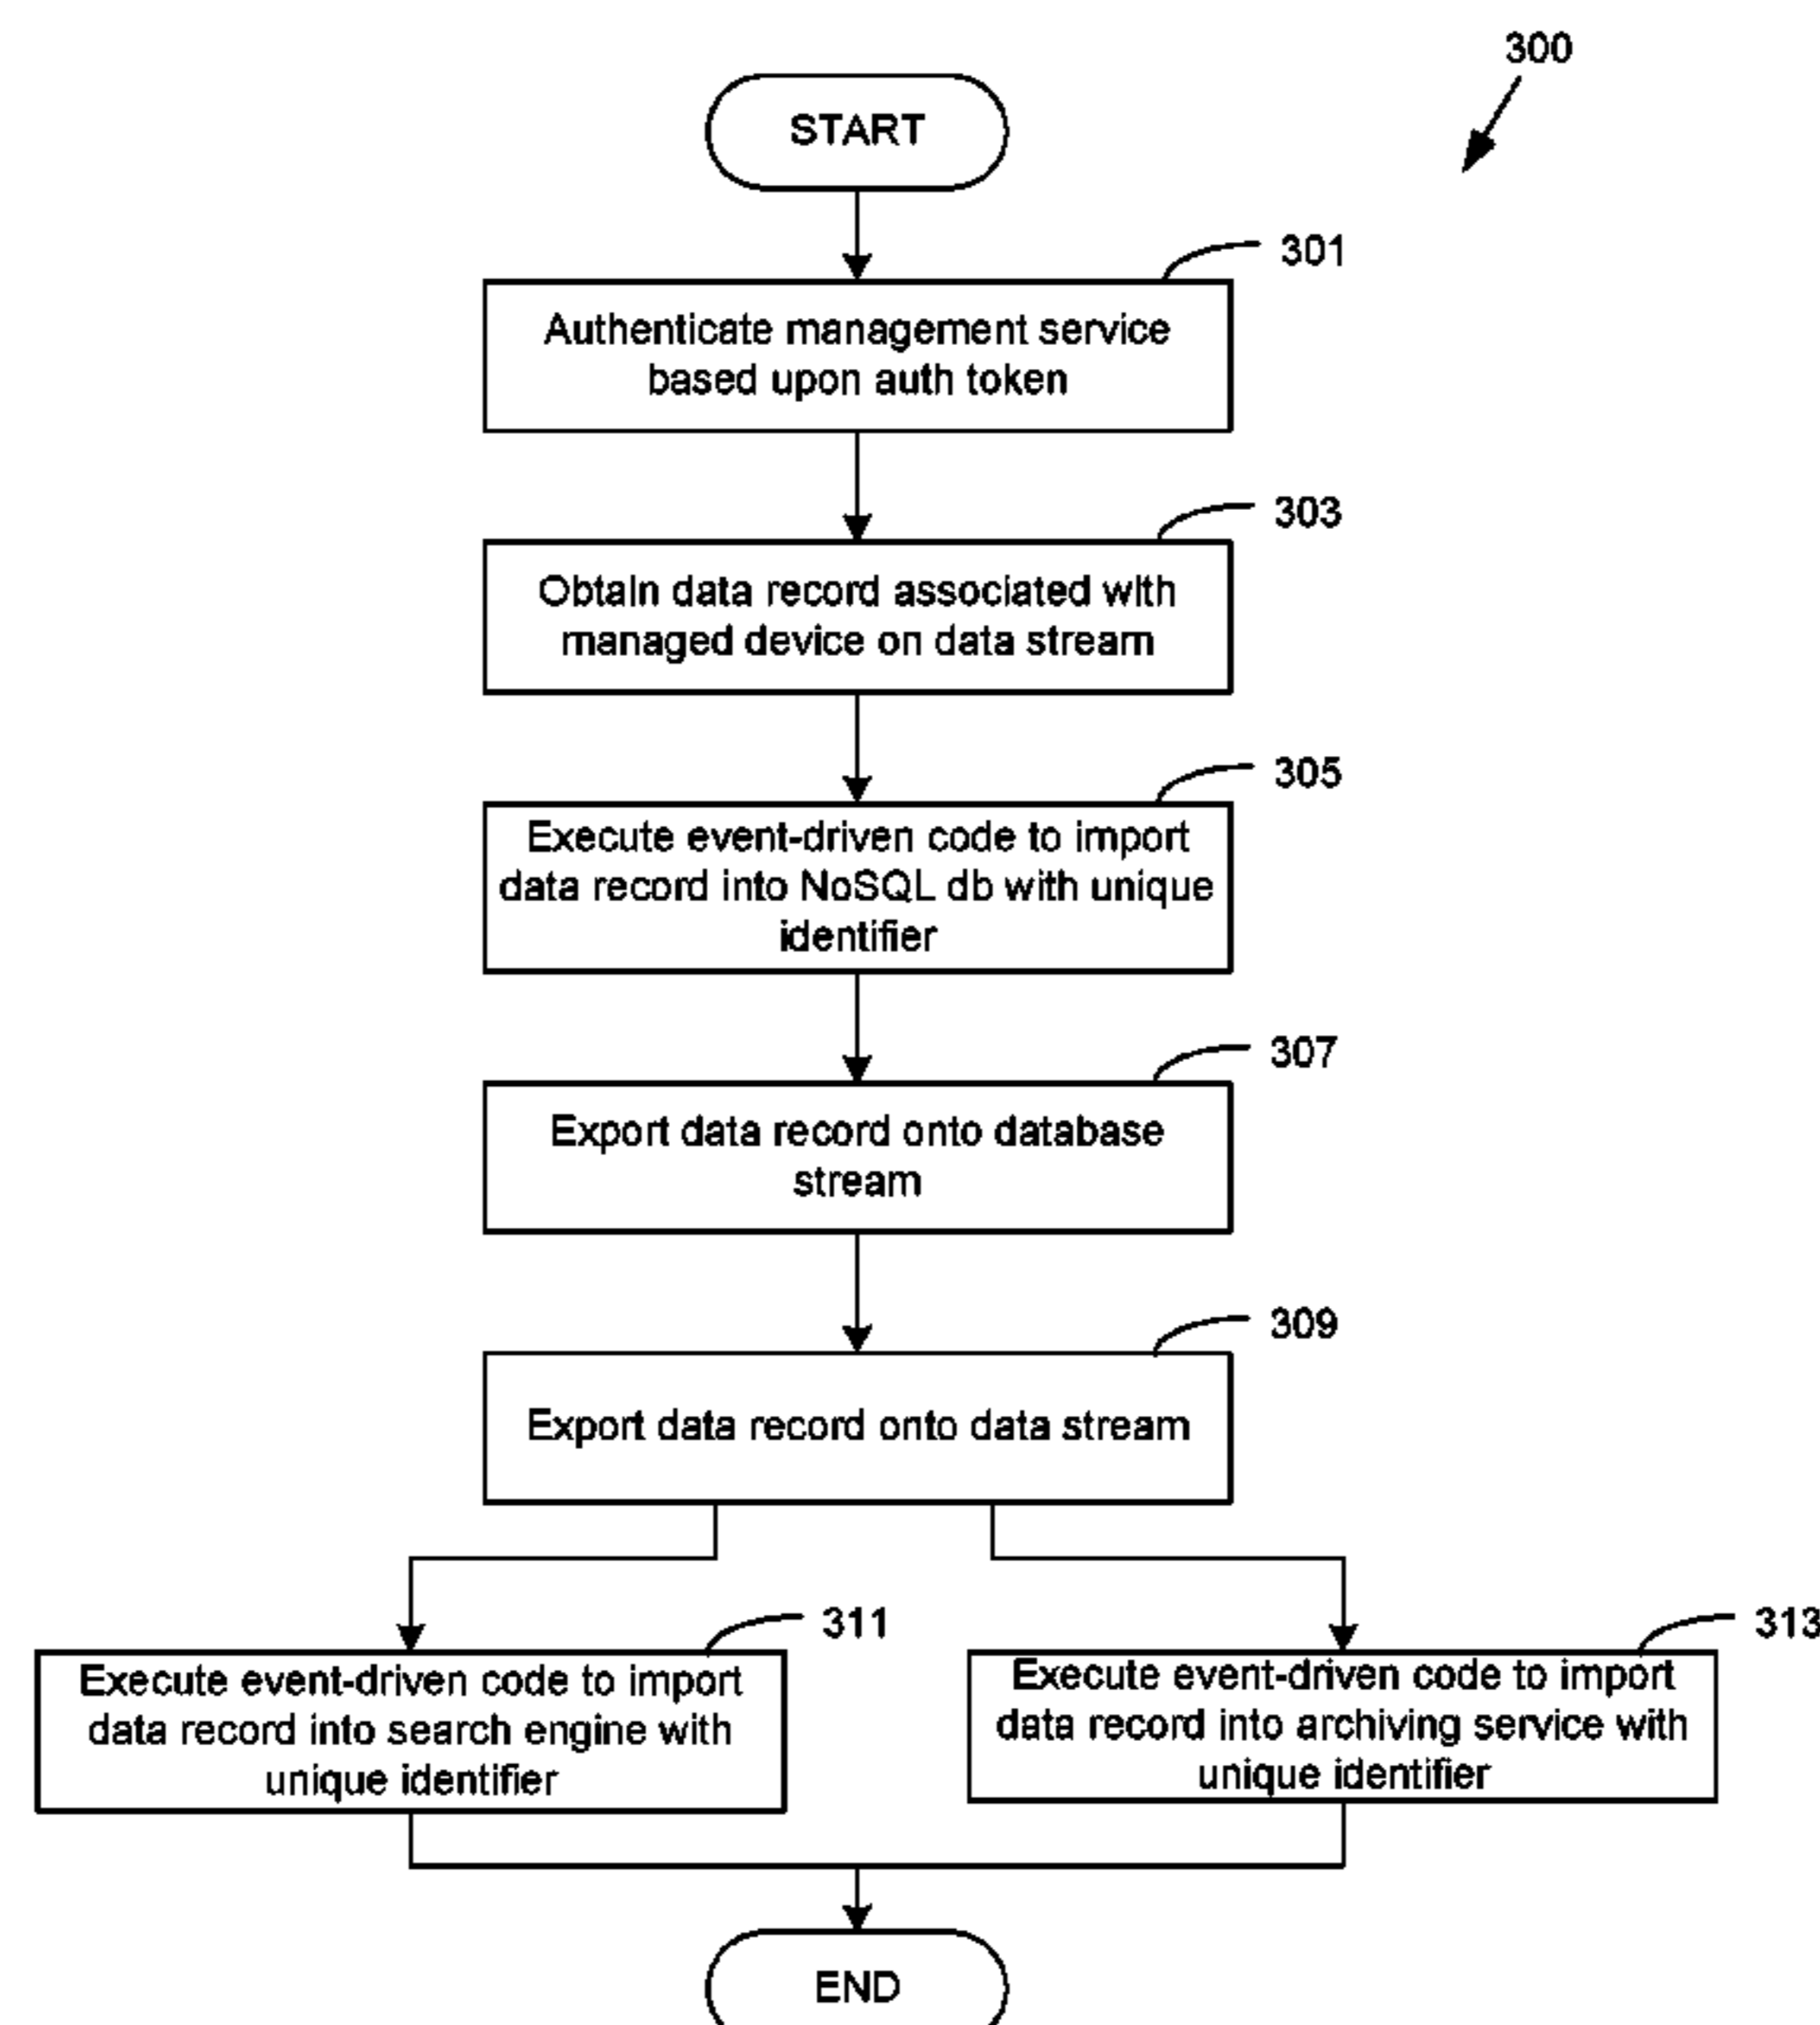 300
START
301
Authenticate management service
based upon auth token
303
Obtain data record associated with
managed device on data stream
305
Execute event-driven code to import
data record into NoSQL db with unique
identifier
307
Export data record onto database
stream
309
Export data record onto data stream
311
Execute event-driven code to import
data record into search engine with
unique identifier
313
Execute event-driven code to import
data record into archiving service with
unique identifier
END